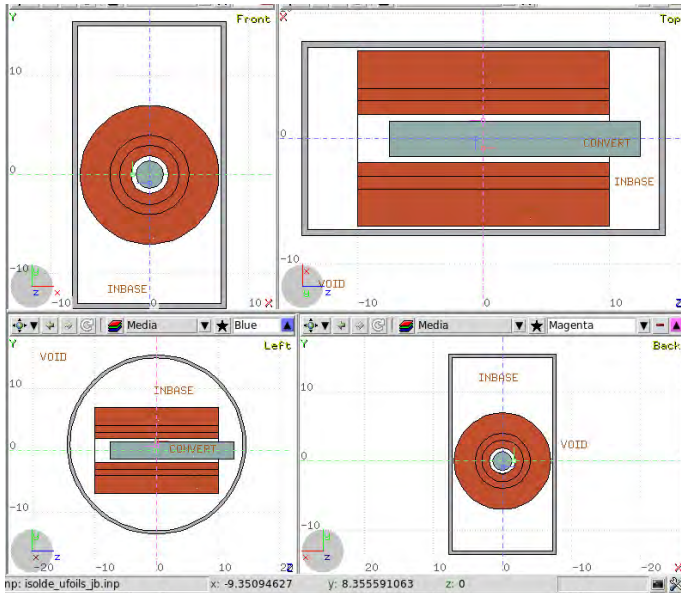 Y
Front
10
0
-10
INBASE
-10
0
10
X
Top
10
0
-10
CONVERT
INBASE
VOID
-10
0
10
X
Media
Blue
Y
Left
VOID
10
INBASE
0
CONVERT
-10
-20
-10
0
10
20
Media
Magenta
Y
Back
10
INBASE
VOID
0
-10
-20
-10
0
10
20
X
np: isolde_ufoils_jb.inp
x: -9.35094627
y: 8.355591063
z: 0